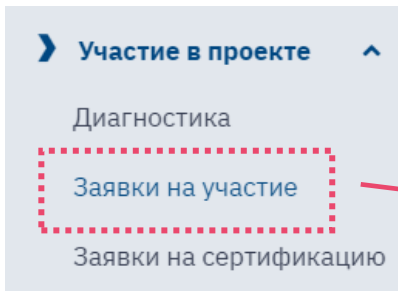 Участие в проекте
Диагностика
Заявки на участие
Заявки на сертификацию